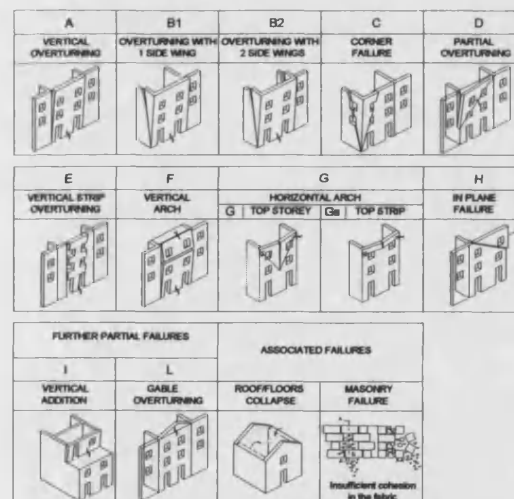 A B1 B2 C D
VERTICAL OVERTURNING
OVERTURNING WITH 1 SIDE WING
OVERTURNING WITH 2 SIDE WINGS
CORNER FAILURE
PARTIAL OVERTURNING
E F G H
VERTICAL STRIP OVERTURNING
VERTICAL ARCH
HORIZONTAL ARCH
G TOP STOREY
Gs TOP STRIP
IN PLANE FAILURE
FURTHER PARTIAL FAILURES
ASSOCIATED FAILURES
I L
VERTICAL ADDITION
GABLE OVERTURNING
ROOF/FLOORS COLLAPSE
MASONRY FAILURE
Insufficient cohesion
in the fabric